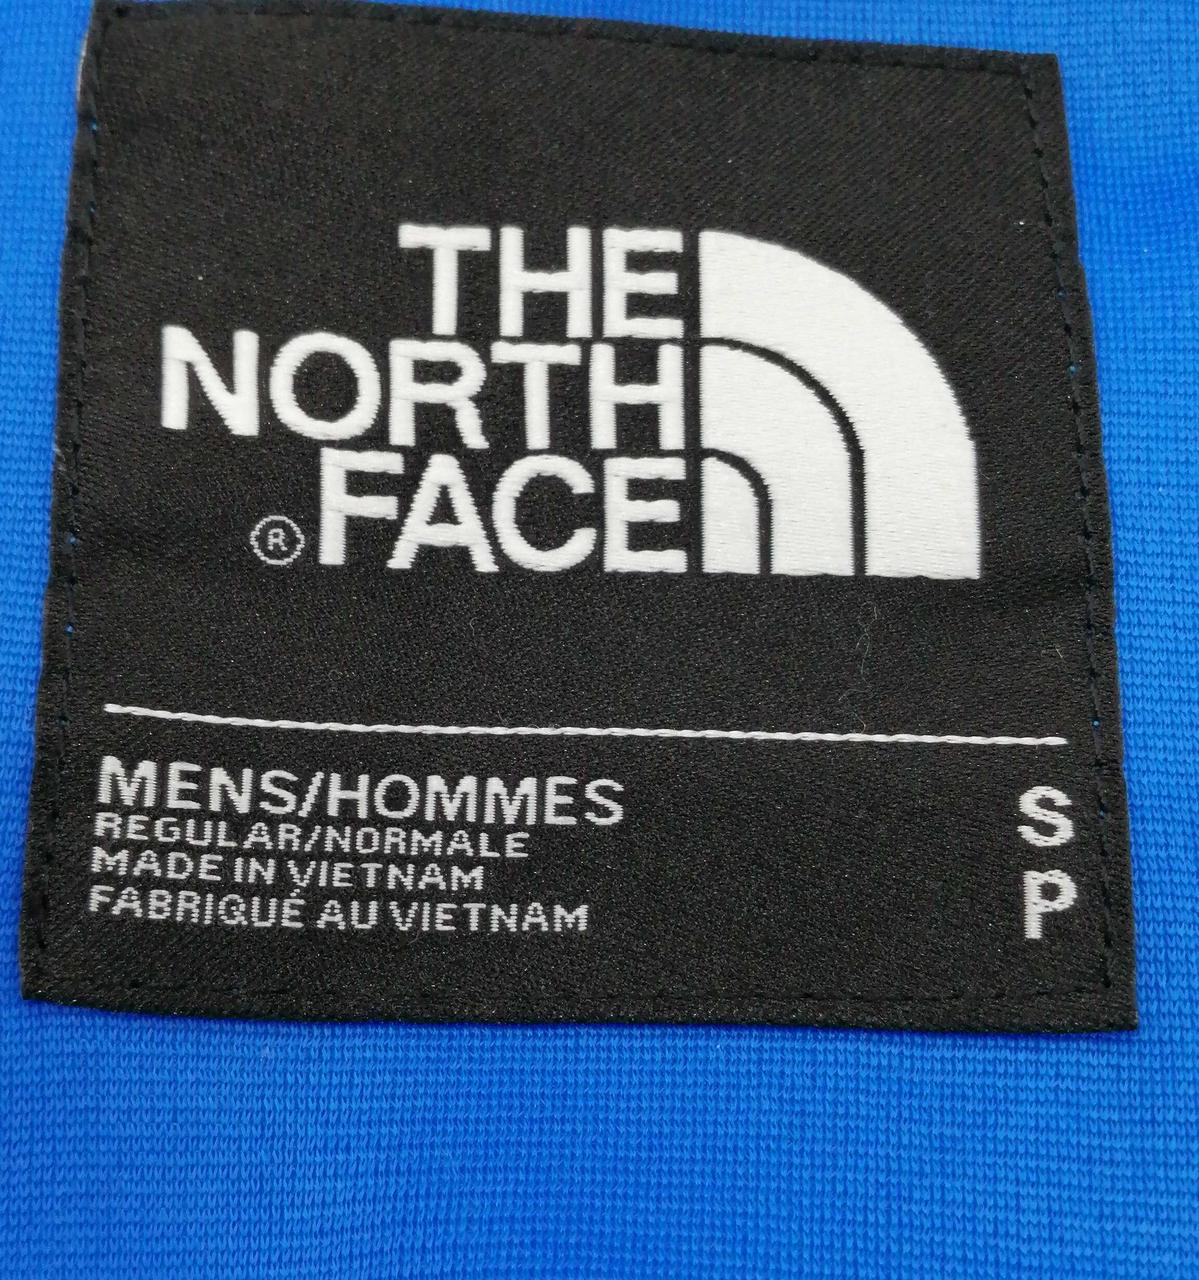 THE
NORTH
® FACE
MENS/HOMMES S
REGULAR/NORMALE
MADE IN VIETNAM P
FABRIQUÉ AU VIETNAM